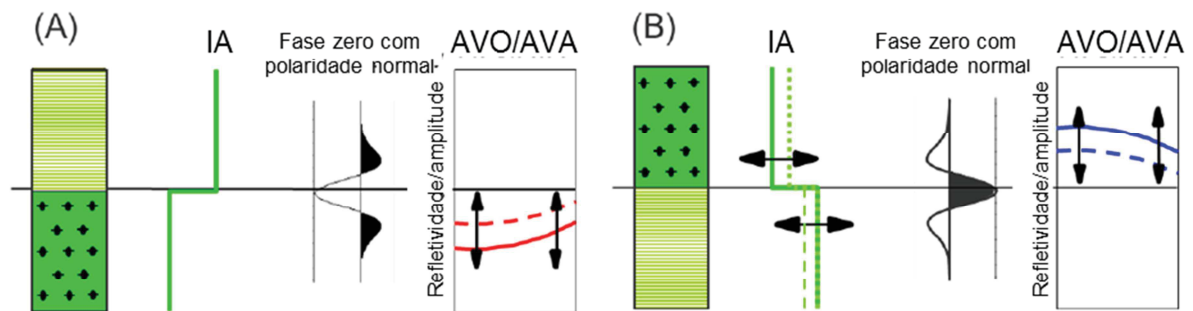 (A)
IA
Fase zero com
polaridade normal
AVO/AVA
Refletividade/amplitude
(B)
IA
Fase zero com
polaridade normal
AVO/AVA
Refletividade/amplitude